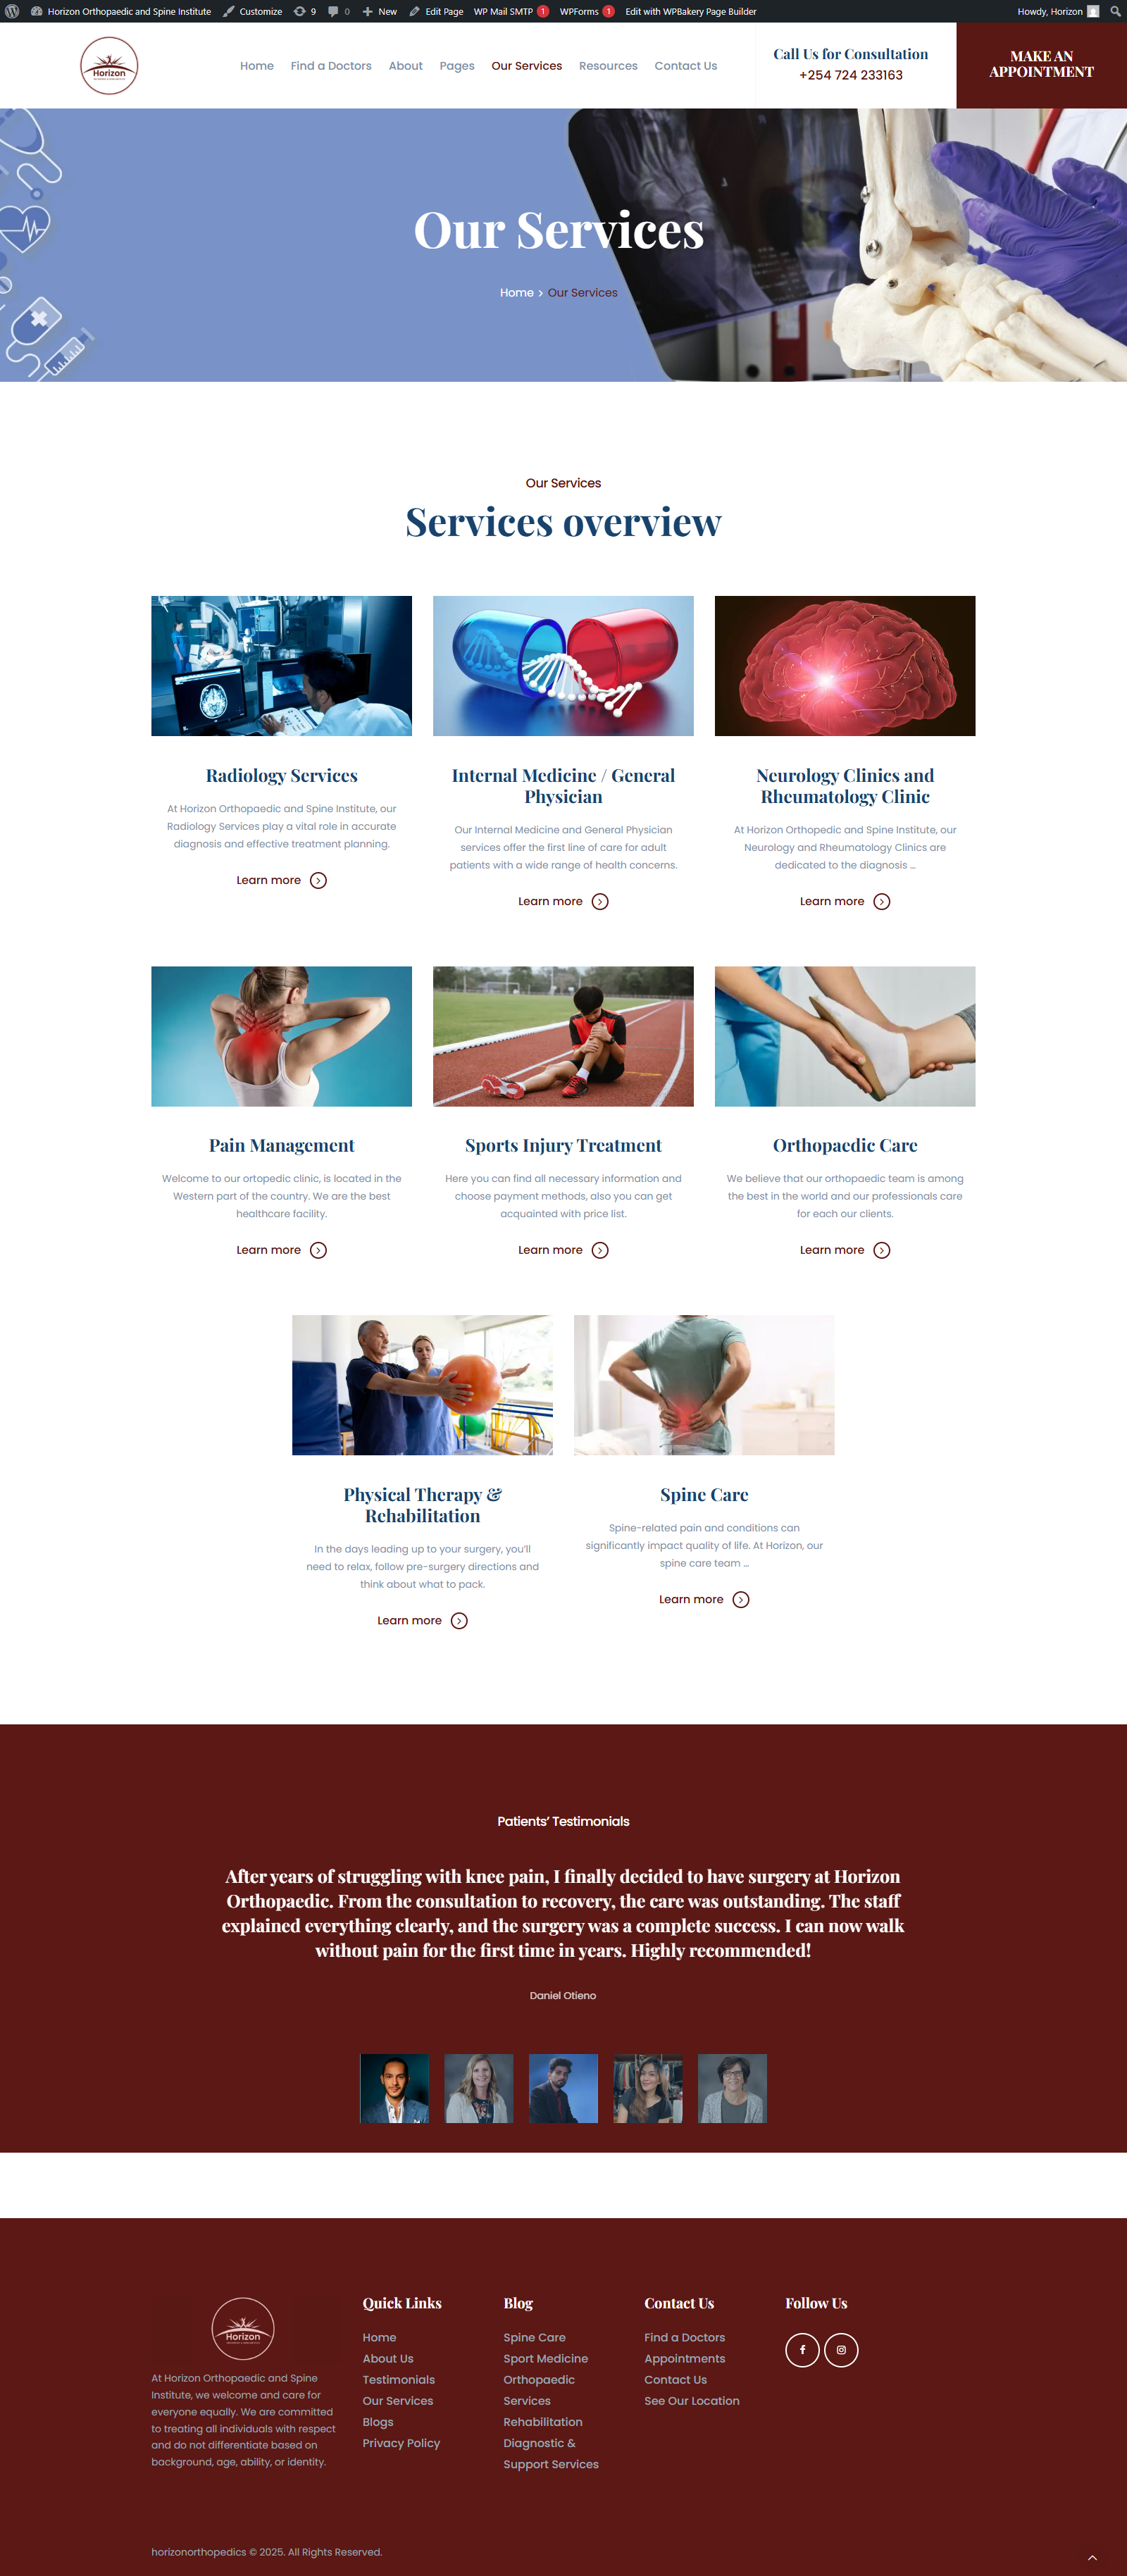 Horizon Orthopaedic and Spine Institute Customize 9 0 New Edit Page WP Mail SMTP 1 WPForms 1 Edit with WPBakery Page Builder Howdy, Horizon
Horizon
Home Find a Doctors About Pages Our Services Resources Contact Us
Call Us for Consultation
+254 724 233163
MAKE AN
APPOINTMENT
Our Services
Home > Our Services
Our Services
Services overview
Radiology Services
At Horizon Orthopaedic and Spine Institute, our
Radiology Services play a vital role in accurate
diagnosis and effective treatment planning.
Learn more
Internal Medicine / General
Physician
Our Internal Medicine and General Physician
services offer the first line of care for adult
patients with a wide range of health concerns.
Learn more
Neurology Clinics and
Rheumatology Clinic
At Horizon Orthopedic and Spine Institute, our
Neurology and Rheumatology Clinics are
dedicated to the diagnosis ...
Learn more
Pain Management
Welcome to our ortopedic clinic, is located in the
Western part of the country. We are the best
healthcare facility.
Learn more
Sports Injury Treatment
Here you can find all necessary information and
choose payment methods, also you can get
acquainted with price list.
Learn more
Orthopaedic Care
We believe that our orthopaedic team is among
the best in the world and our professionals care
for each our clients.
Learn more
Physical Therapy &
Rehabilitation
In the days leading up to your surgery, you'll
need to relax, follow pre-surgery directions and
think about what to pack.
Learn more
Spine Care
Spine-related pain and conditions can
significantly impact quality of life. At Horizon, our
spine care team ...
Learn more
Patients' Testimonials
After years of struggling with knee pain, I finally decided to have surgery at Horizon
Orthopaedic. From the consultation to recovery, the care was outstanding. The staff
explained everything clearly, and the surgery was a complete success. I can now walk
without pain for the first time in years. Highly recommended!
Daniel Otieno
Horizon
At Horizon Orthopaedic and Spine
Institute, we welcome and care for
everyone equally. We are committed
to treating all individuals with respect
and do not differentiate based on
background, age, ability, or identity.
Quick Links
Home
About Us
Testimonials
Our Services
Blogs
Privacy Policy
Blog
Spine Care
Sport Medicine
Orthopaedic
Services
Rehabilitation
Diagnostic &
Support Services
Contact Us
Find a Doctors
Appointments
Contact Us
See Our Location
Follow Us
horizonorthopedics © 2025. All Rights Reserved.